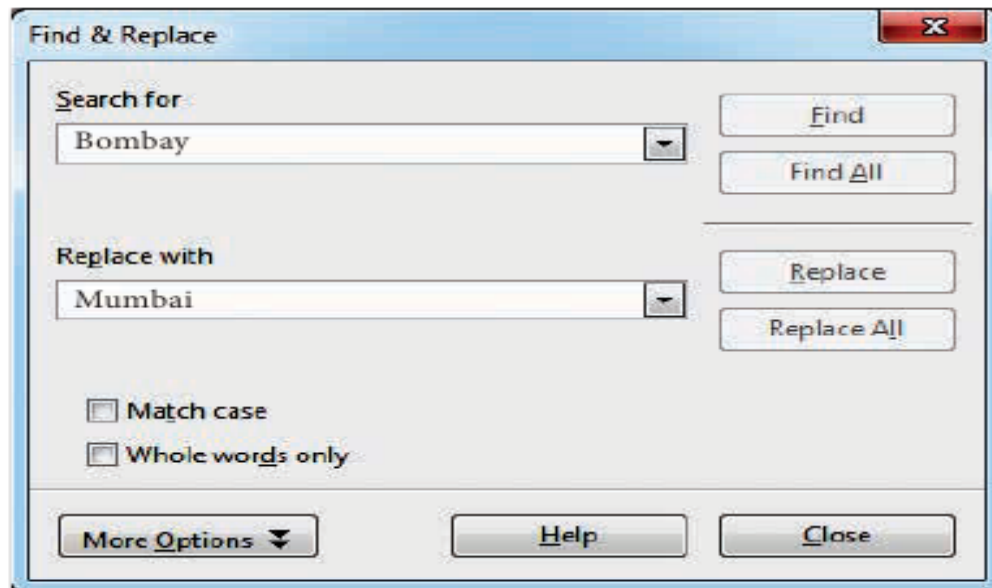 Find & Replace
Search for
Bombay
Find
Find All
Replace with
Mumbai
Replace
Replace All
Match case
Whole words only
More Options
Help
Close